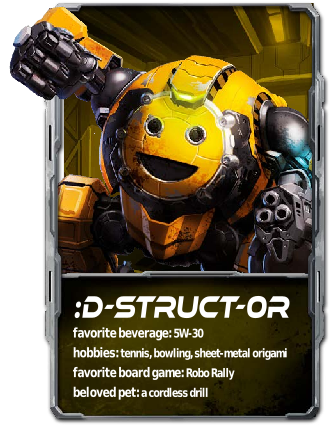 :D-STRUCT-OR
favorite beverage: 5W-30
hobbies: tennis, bowling, sheet-metal origami
favorite board game: Robo Rally
beloved pet: a cordless drill